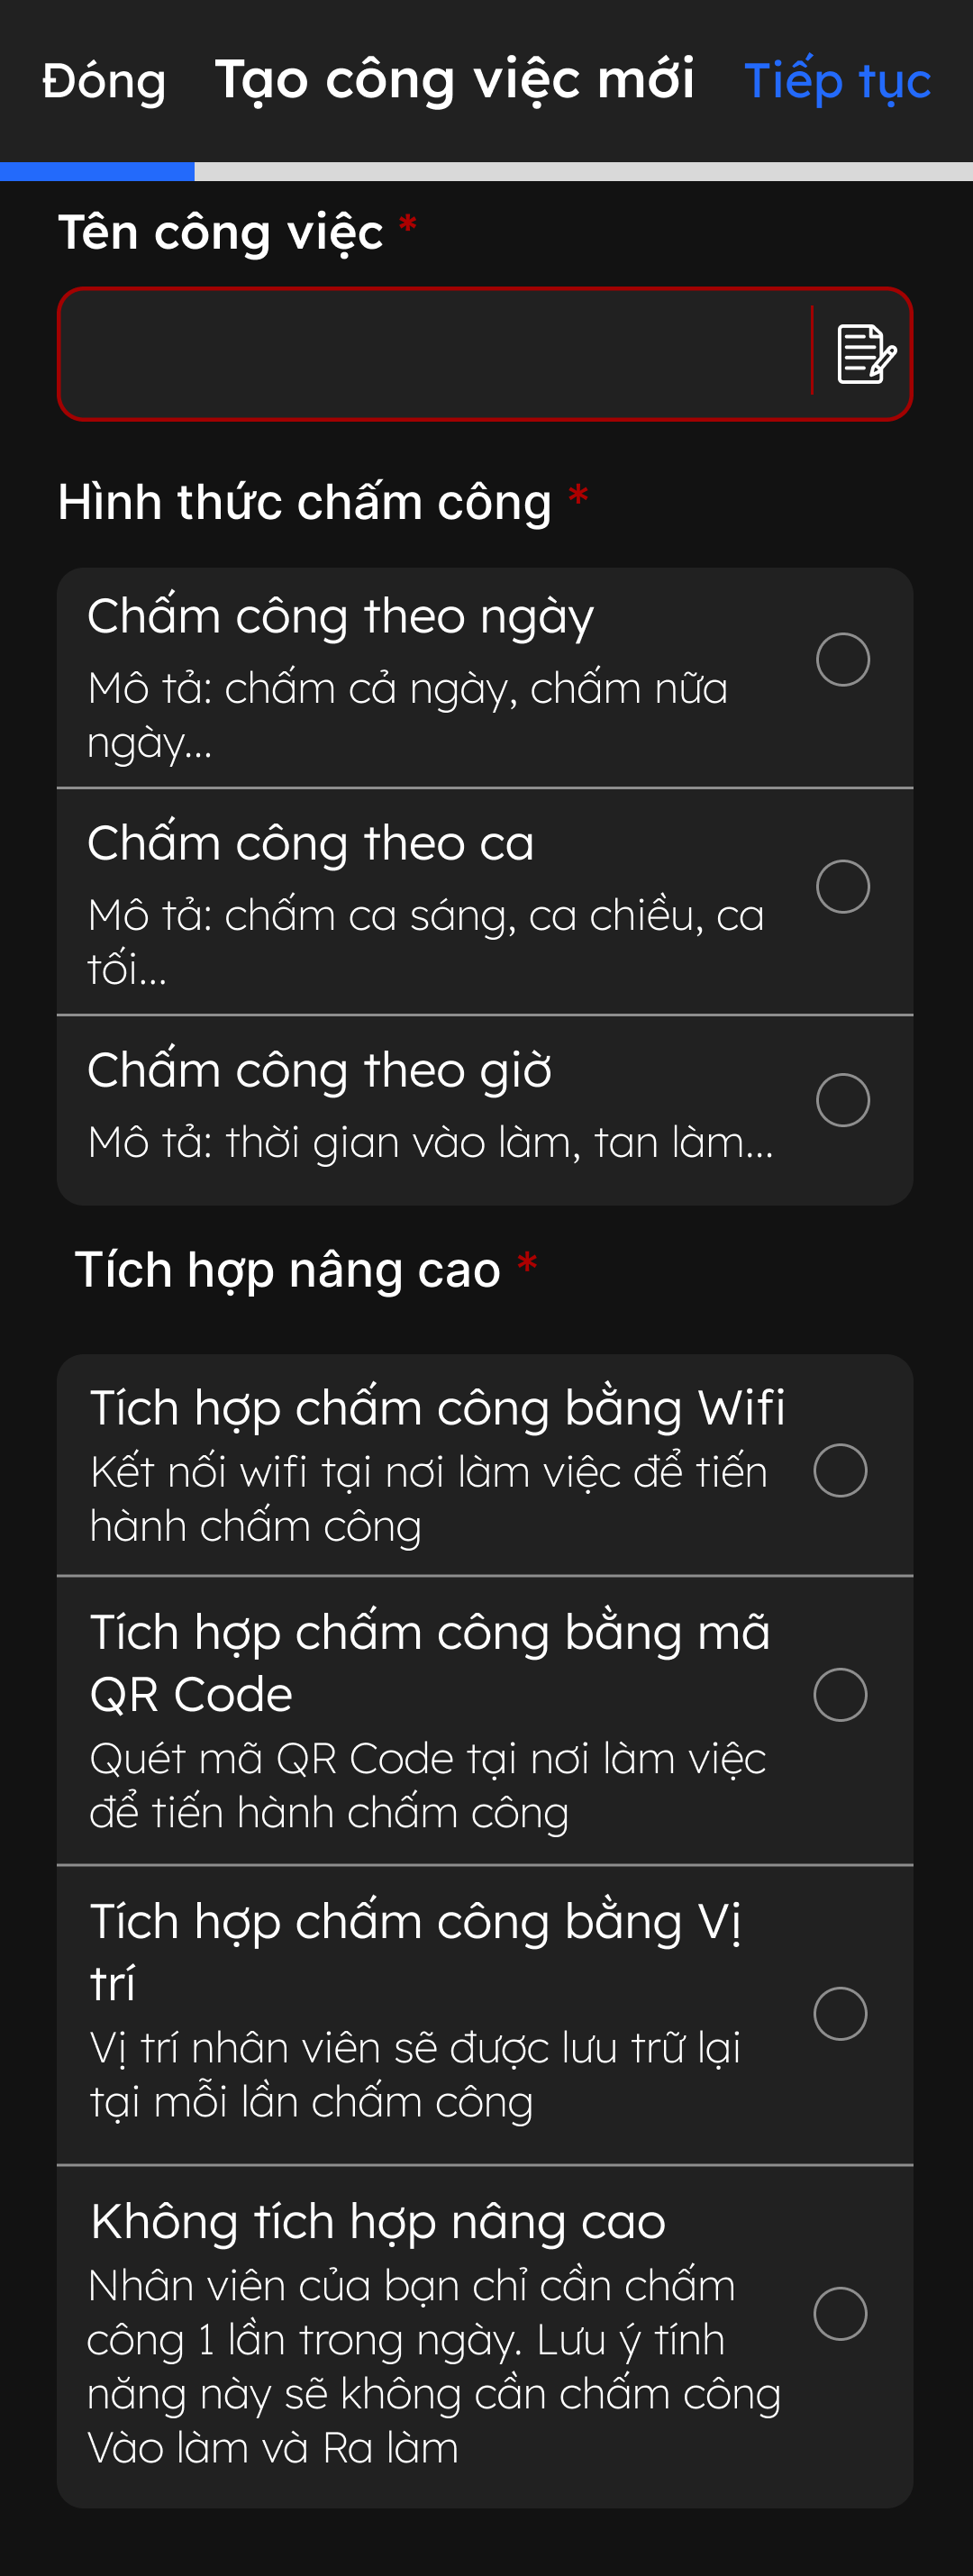 Đóng Tạo công việc mới Tiếp tục
Tên công việc *
Hình thức chấm công *
Chấm công theo ngày
Mô tả: chấm cả ngày, chấm nữa
ngày...
Chấm công theo ca
Mô tả: chấm ca sáng, ca chiều, ca
tối...
Chấm công theo giờ
Mô tả: thời gian vào làm, tan làm...
Tích hợp nâng cao *
Tích hợp chấm công bằng Wifi
Kết nối wifi tại nơi làm việc để tiến
hành chấm công
Tích hợp chấm công bằng mã
QR Code
Quét mã QR Code tại nơi làm việc
để tiến hành chấm công
Tích hợp chấm công bằng Vị
trí
Vị trí nhân viên sẽ được lưu trữ lại
tại mỗi lần chấm công
Không tích hợp nâng cao
Nhân viên của bạn chỉ cần chấm
công 1 lần trong ngày. Lưu ý tính
năng này sẽ không cần chấm công
Vào làm và Ra làm